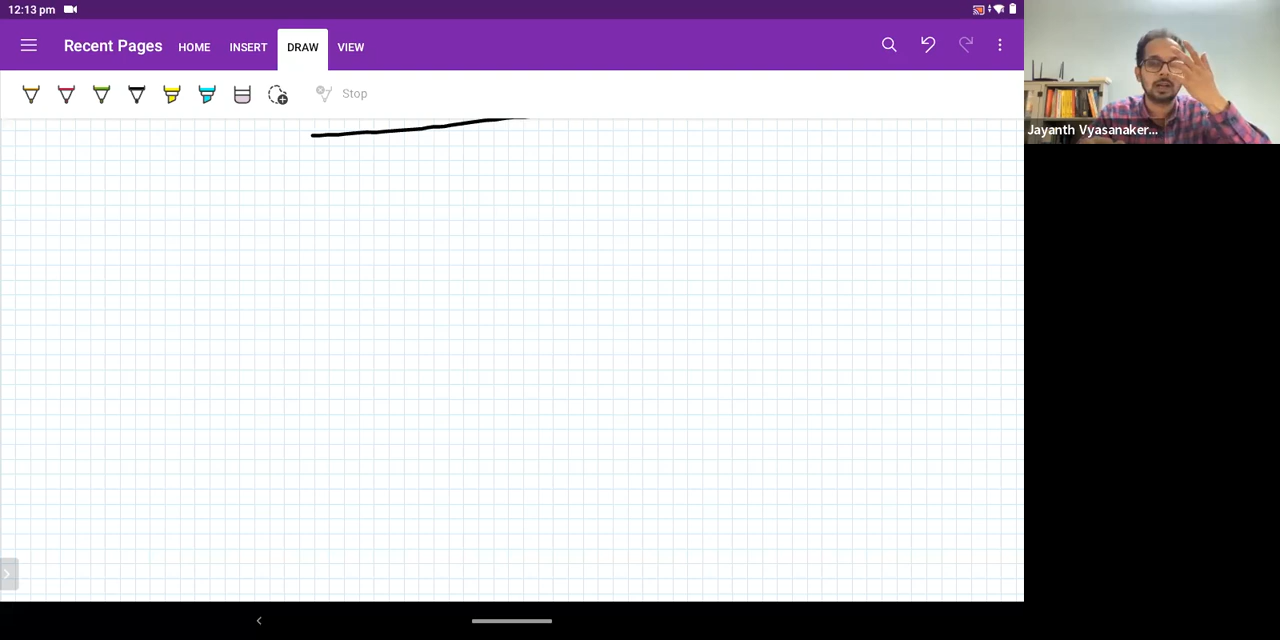 12:13 pm
Recent Pages HOME INSERT DRAW VIEW
Stop
Jayanth Vyasanaker...